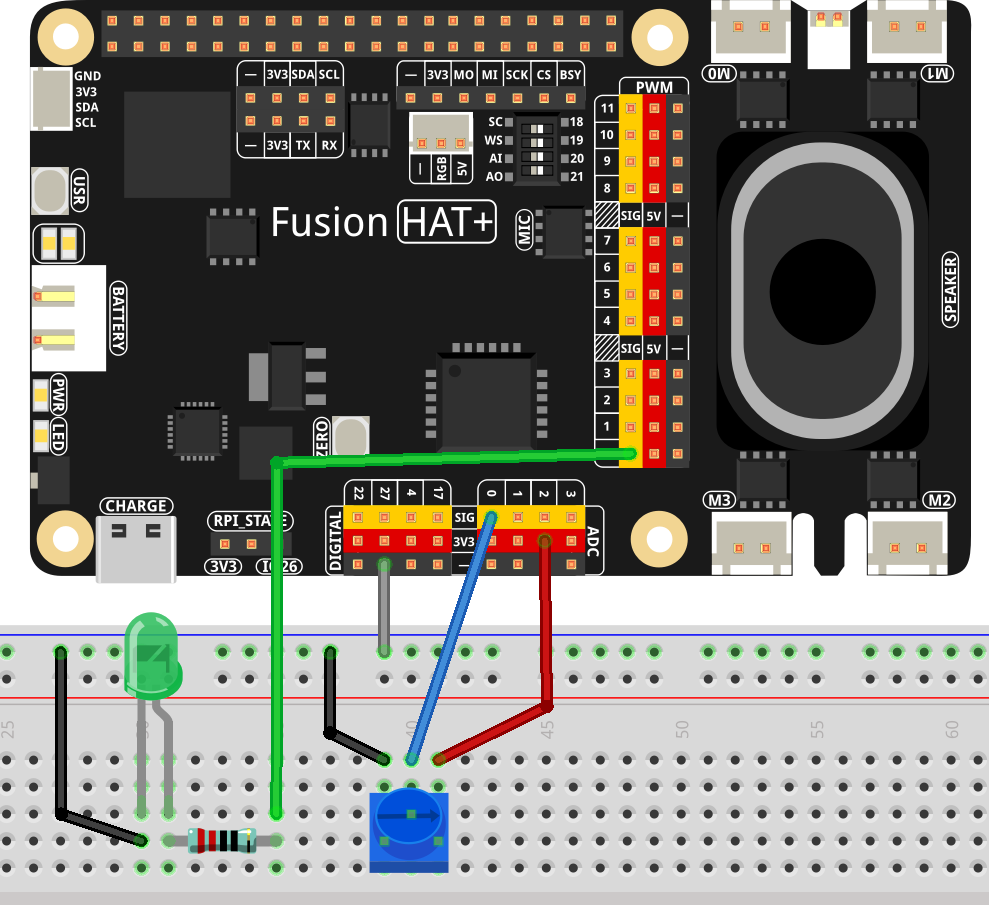 GND
3V3
SDA
SCL
— 3V3 SDA SCL
— 3V3 TX RX
— 3V3 MO MI SCK CS BSY
— RGB 5V
SC 18
WS 19
AI 20
AO 21
PWM
11
10
9
8
SIG 5V —
7
6
5
4
SIG 5V —
3
2
1
M0
M1
USR
Fusion HAT+
MIC
BATTERY
SPEAKER
PWR
LED
ZERO
CHARGE
RPI_STATE
3V3
DIGITAL
22 27 4 17
SIG
3V3
—
0 1 2 3
ADC
M3
M2
25
40
45
50
55
60